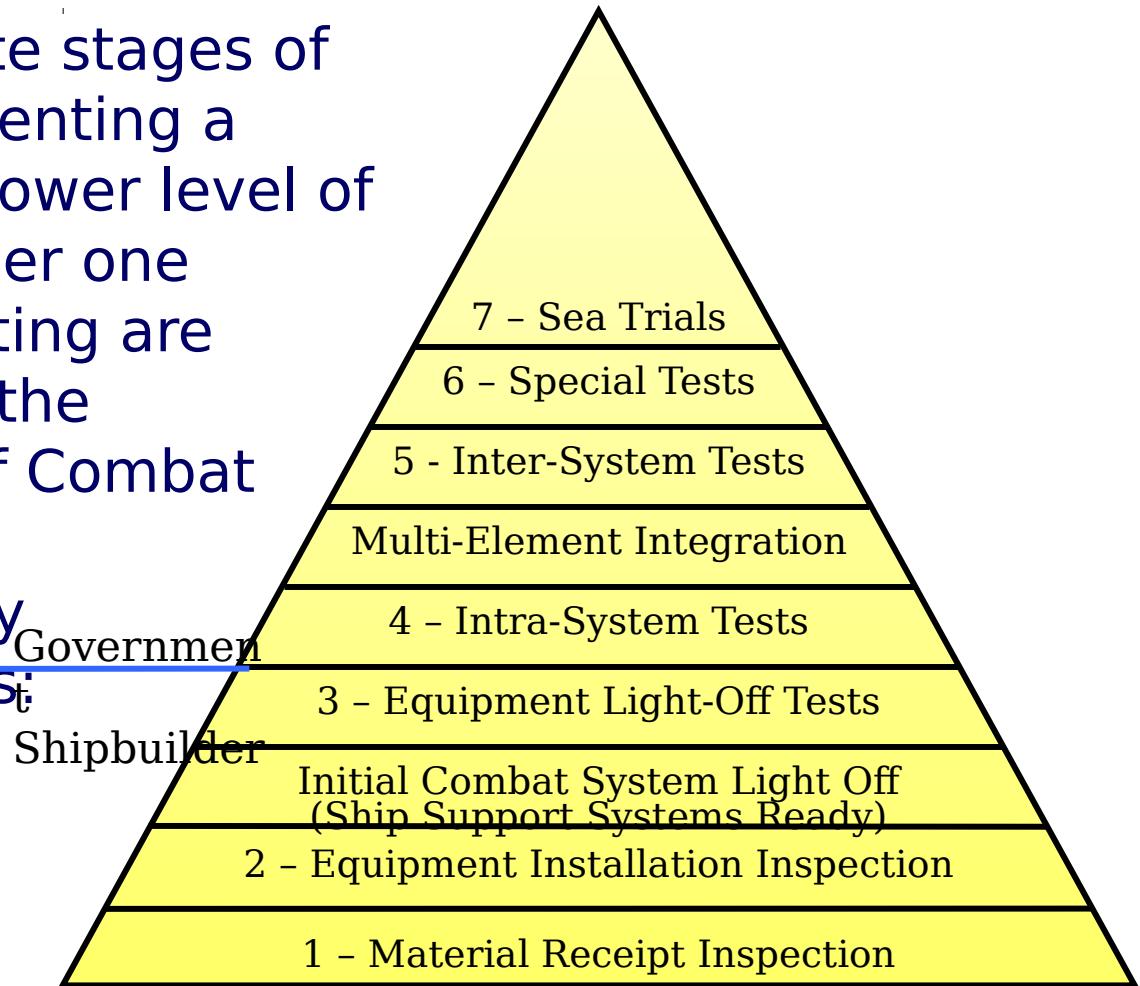 te stages of
enting a
ower level of
er one
ting are
the
f Combat
y
s:
Governmen
t
Shipbuilder
7 – Sea Trials
6 – Special Tests
5 - Inter-System Tests
Multi-Element Integration
4 – Intra-System Tests
3 – Equipment Light-Off Tests
Initial Combat System Light Off
(Ship Support Systems Ready)
2 – Equipment Installation Inspection
1 – Material Receipt Inspection